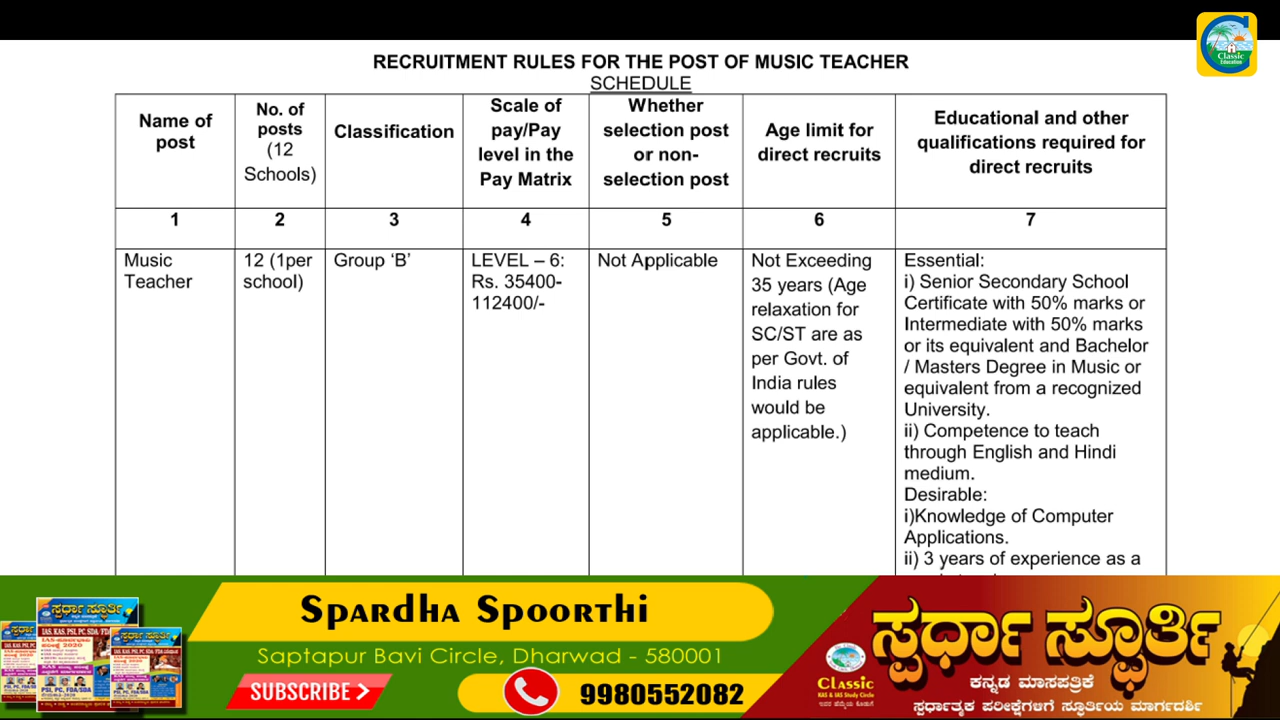 Classic
Education
RECRUITMENT RULES FOR THE POST OF MUSIC TEACHER
SCHEDULE
Name of
post
No. of
posts
(12
Schools)
Classification
Scale of
pay/Pay
level in the
Pay Matrix
Whether
selection post
or non-
selection post
Age limit for
direct recruits
Educational and other
qualifications required for
direct recruits
1
2
3
4
5
6
7
Music
Teacher
12 (1per
school)
Group ‘B’
LEVEL – 6:
Rs. 35400-
112400/-
Not Applicable
Not Exceeding
35 years (Age
relaxation for
SC/ST are as
per Govt. of
India rules
would be
applicable.)
Essential:
i) Senior Secondary School
Certificate with 50% marks or
Intermediate with 50% marks
or its equivalent and Bachelor
/ Masters Degree in Music or
equivalent from a recognized
University.
ii) Competence to teach
through English and Hindi
medium.
Desirable:
i)Knowledge of Computer
Applications.
ii) 3 years of experience as a
Spardha Spoorthi
Saptapur Bavi Circle, Dharwad - 580001
SUBSCRIBE >
9980552082
ಸ್ಪರ್ಧಾ ಸ್ಫೂರ್ತಿ
Classic
KAS & IAS Study Circle
ಕನ್ನಡ ಮಾಸಪತ್ರಿಕೆ
ಸ್ಪರ್ಧಾತ್ಮಕ ಪರೀಕ್ಷೆಗಳಿಗೆ ಸ್ಫೂರ್ತಿಯ ಮಾರ್ಗದರ್ಶಿ